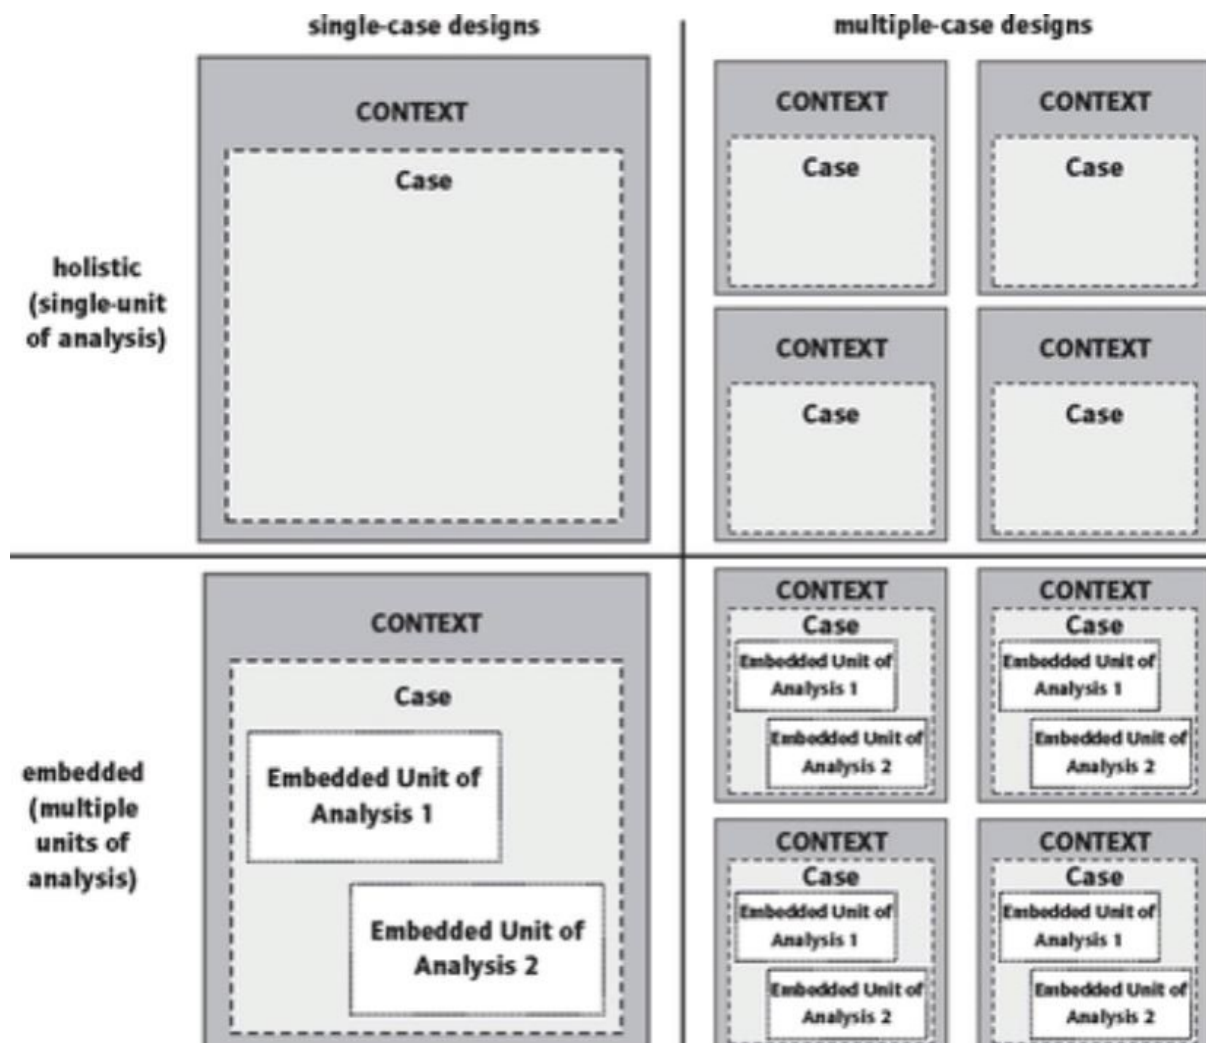 single-case designs
multiple-case designs
holistic
(single-unit
of analysis)
CONTEXT
Case
CONTEXT
Case
CONTEXT
Case
CONTEXT
Case
CONTEXT
Case
embedded
(multiple
units of
analysis)
CONTEXT
Case
Embedded Unit of
Analysis 1
Embedded Unit of
Analysis 2
CONTEXT
Case
Embedded Unit of
Analysis 1
Embedded Unit of
Analysis 2
CONTEXT
Case
Embedded Unit of
Analysis 1
Embedded Unit of
Analysis 2
CONTEXT
Case
Embedded Unit of
Analysis 1
Embedded Unit of
Analysis 2
CONTEXT
Case
Embedded Unit of
Analysis 1
Embedded Unit of
Analysis 2